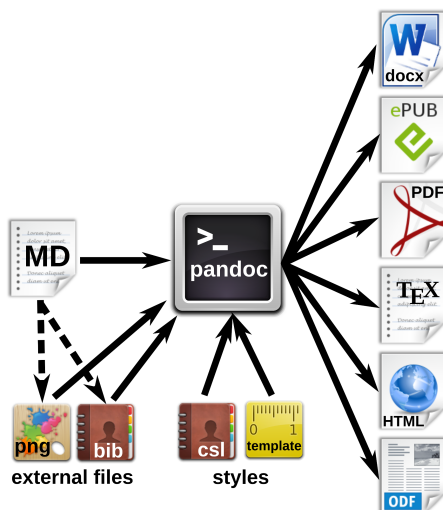 docx
ePUB
PDF
MD
>_
pandoc
TEX
HTML
png
bib
csl
0 1
template
external files
styles
ODF